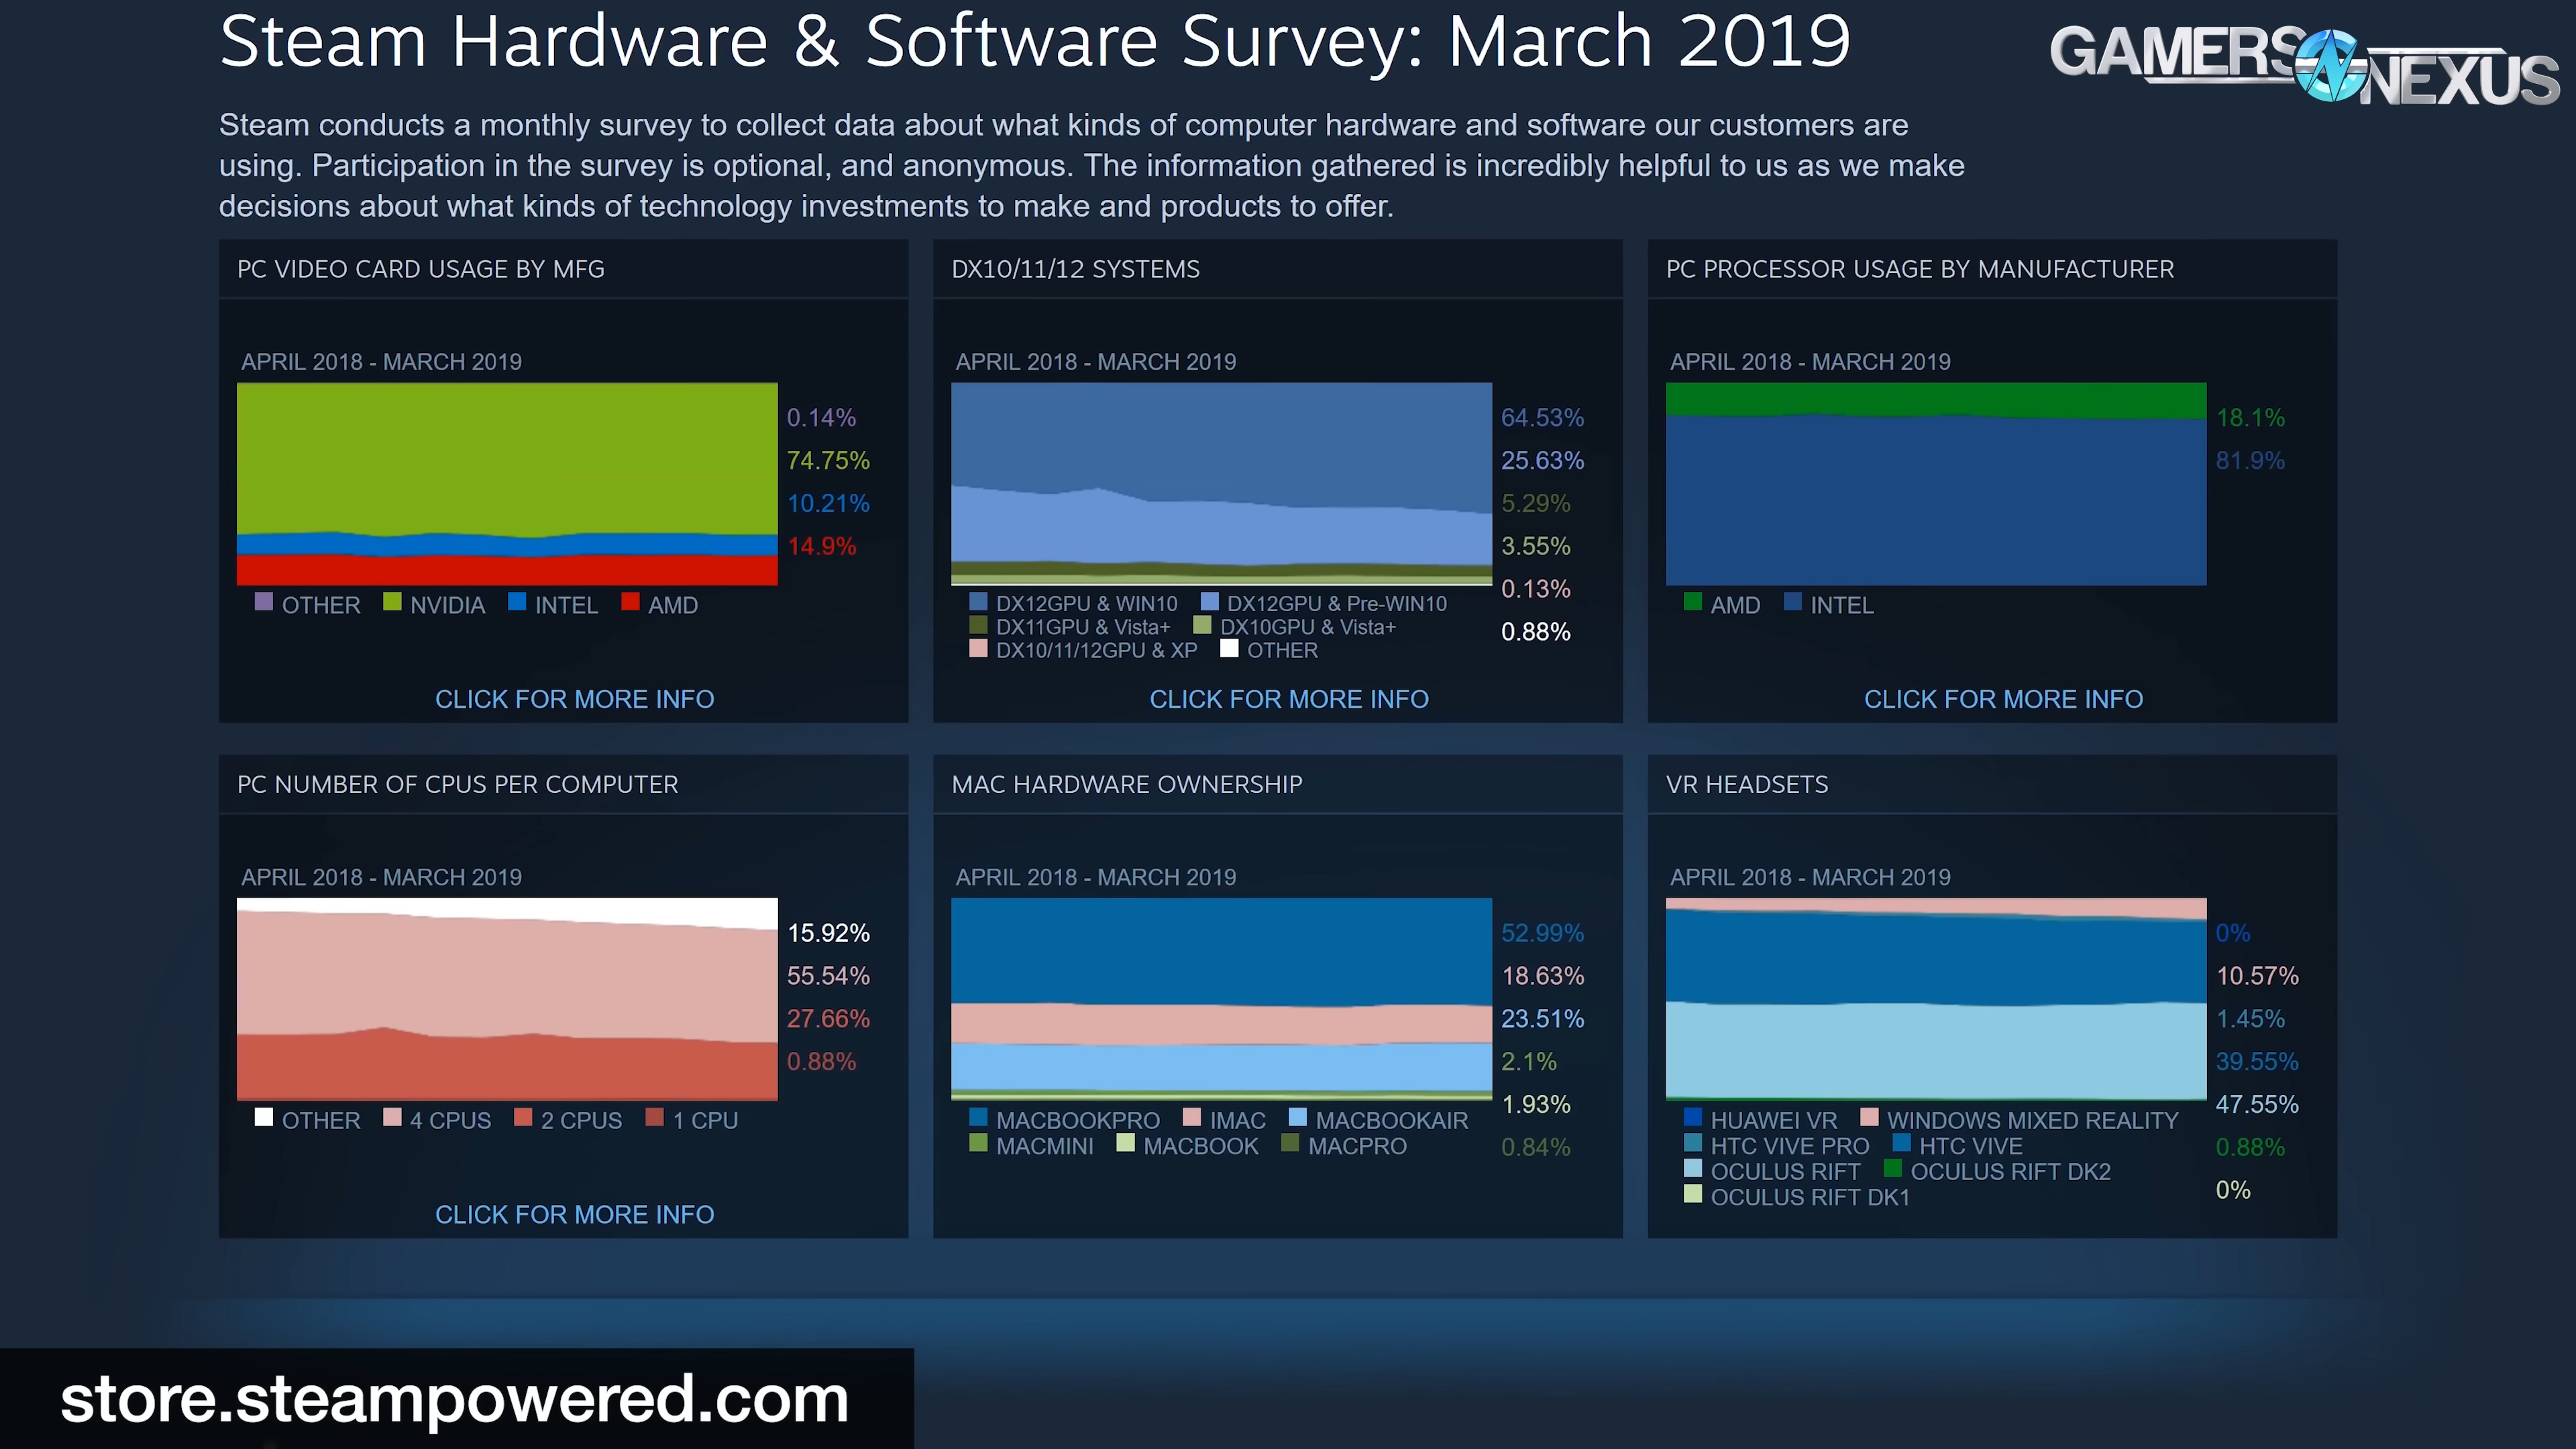 Steam Hardware & Software Survey: March 2019
GAMERS NEXUS
Steam conducts a monthly survey to collect data about what kinds of computer hardware and software our customers are
using. Participation in the survey is optional, and anonymous. The information gathered is incredibly helpful to us as we make
decisions about what kinds of technology investments to make and products to offer.
PC VIDEO CARD USAGE BY MFG
APRIL 2018 - MARCH 2019
0.14%
74.75%
10.21%
14.9%
OTHER NVIDIA INTEL AMD
CLICK FOR MORE INFO
DX10/11/12 SYSTEMS
APRIL 2018 - MARCH 2019
64.53%
25.63%
5.29%
3.55%
0.13%
0.88%
DX12GPU & WIN10 DX12GPU & Pre-WIN10
DX11GPU & Vista+ DX10GPU & Vista+
DX10/11/12GPU & XP OTHER
CLICK FOR MORE INFO
PC PROCESSOR USAGE BY MANUFACTURER
APRIL 2018 - MARCH 2019
18.1%
81.9%
AMD INTEL
CLICK FOR MORE INFO
PC NUMBER OF CPUS PER COMPUTER
APRIL 2018 - MARCH 2019
15.92%
55.54%
27.66%
0.88%
OTHER 4 CPUS 2 CPUS 1 CPU
CLICK FOR MORE INFO
MAC HARDWARE OWNERSHIP
APRIL 2018 - MARCH 2019
52.99%
18.63%
23.51%
2.1%
1.93%
0.84%
MACBOOKPRO IMAC MACBOOKAIR
MACMINI MACBOOK MACPRO
VR HEADSETS
APRIL 2018 - MARCH 2019
0%
10.57%
1.45%
39.55%
47.55%
0.88%
0%
HUAWEI VR WINDOWS MIXED REALITY
HTC VIVE PRO HTC VIVE
OCULUS RIFT OCULUS RIFT DK2
OCULUS RIFT DK1
store.steampowered.com